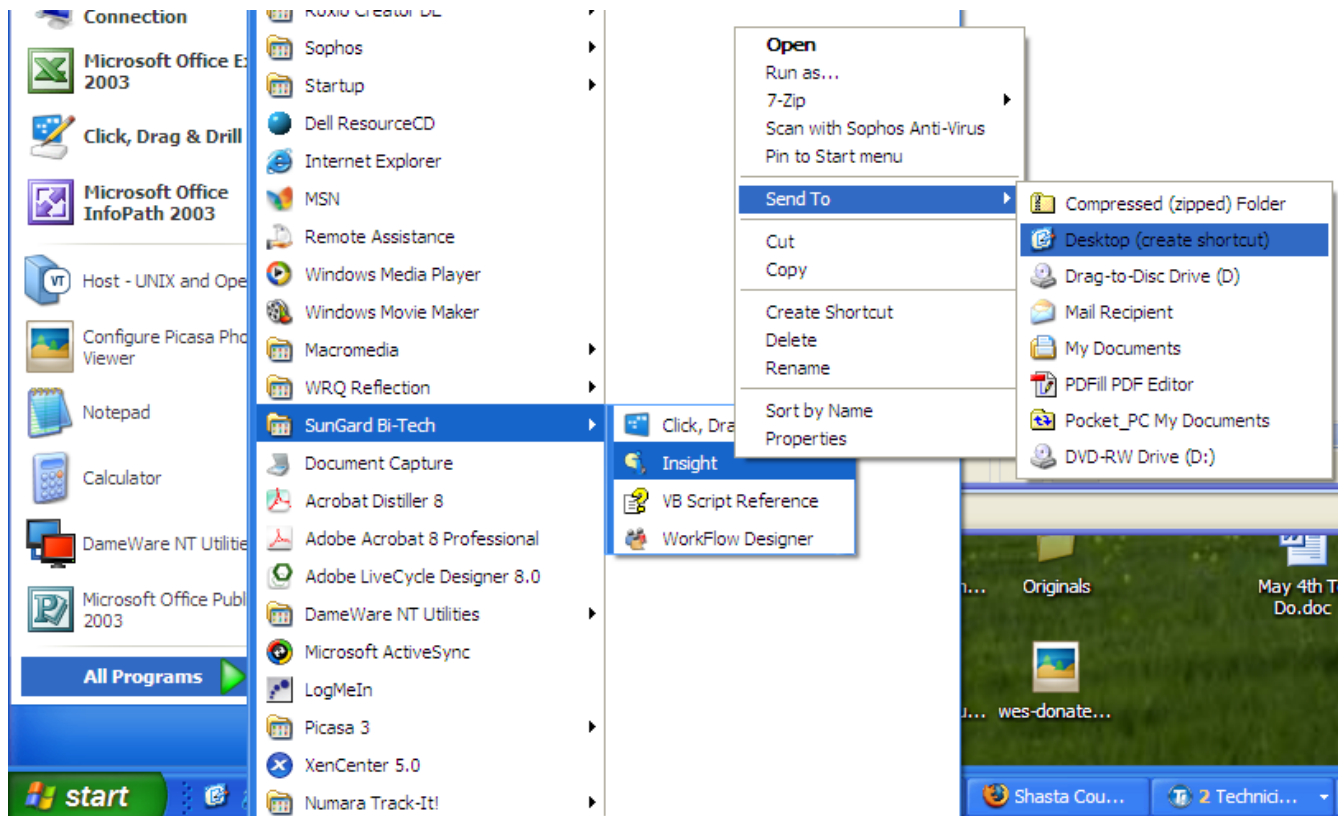 Connection
Microsoft Office E
2003
Click, Drag & Drill
Microsoft Office
InfoPath 2003
Host - UNIX and Ope
Configure Picasa Pho
Viewer
Notepad
Calculator
DameWare NT Utilitie
Microsoft Office Publ
2003
All Programs
start
Roxio Creator DE
Sophos
Startup
Dell ResourceCD
Internet Explorer
MSN
Remote Assistance
Windows Media Player
Windows Movie Maker
Macromedia
WRQ Reflection
SunGard Bi-Tech
Document Capture
Acrobat Distiller 8
Adobe Acrobat 8 Professional
Adobe LiveCycle Designer 8.0
DameWare NT Utilities
Microsoft ActiveSync
LogMeIn
Picasa 3
XenCenter 5.0
Numara Track-It!
Click, Dra
Insight
VB Script Reference
WorkFlow Designer
Open
Run as...
7-Zip
Scan with Sophos Anti-Virus
Pin to Start menu
Send To
Cut
Copy
Create Shortcut
Delete
Rename
Sort by Name
Properties
Compressed (zipped) Folder
Desktop (create shortcut)
Drag-to-Disc Drive (D)
Mail Recipient
My Documents
PDFill PDF Editor
Pocket_PC My Documents
DVD-RW Drive (D:)
Originals
May 4th T
Do.doc
wes-donate...
Shasta Cou...
2 Technici...